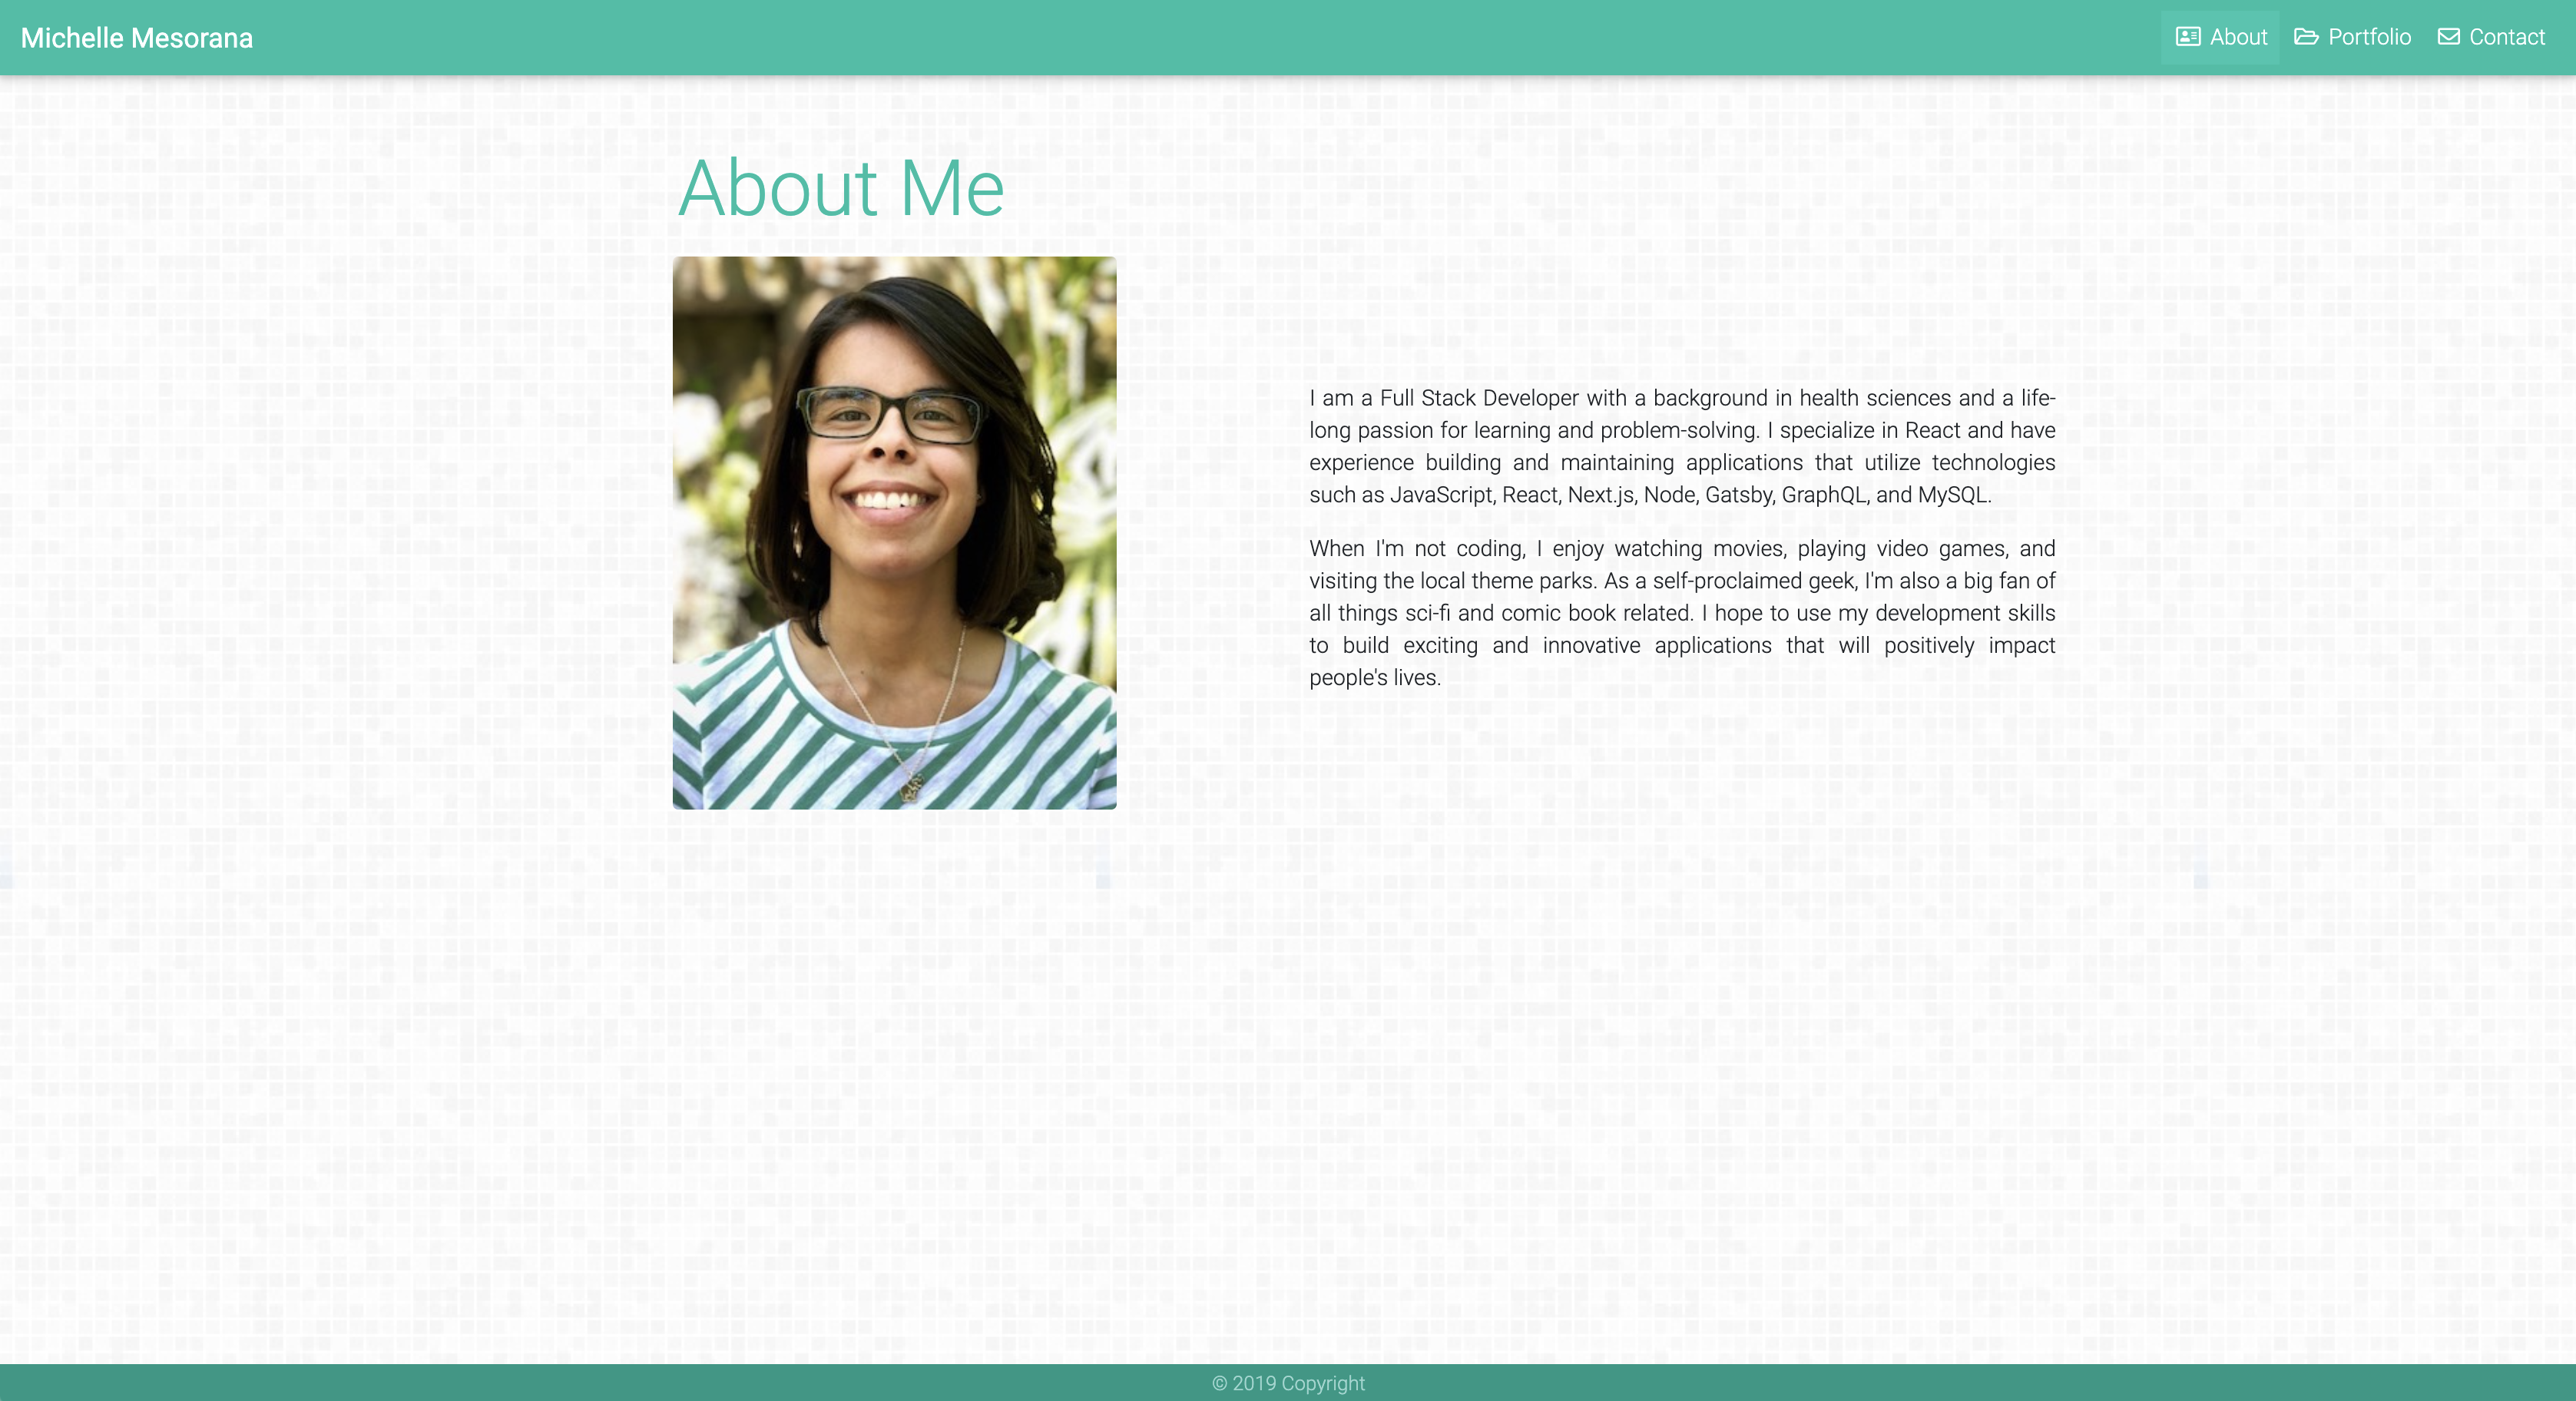 Michelle Mesorana
About
Portfolio
Contact
About Me
I am a Full Stack Developer with a background in health sciences and a life-
long passion for learning and problem-solving. I specialize in React and have
experience building and maintaining applications that utilize technologies
such as JavaScript, React, Next.js, Node, Gatsby, GraphQL, and MySQL.
When I'm not coding, I enjoy watching movies, playing video games, and
visiting the local theme parks. As a self-proclaimed geek, I'm also a big fan of
all things sci-fi and comic book related. I hope to use my development skills
to build exciting and innovative applications that will positively impact
people's lives.
© 2019 Copyright